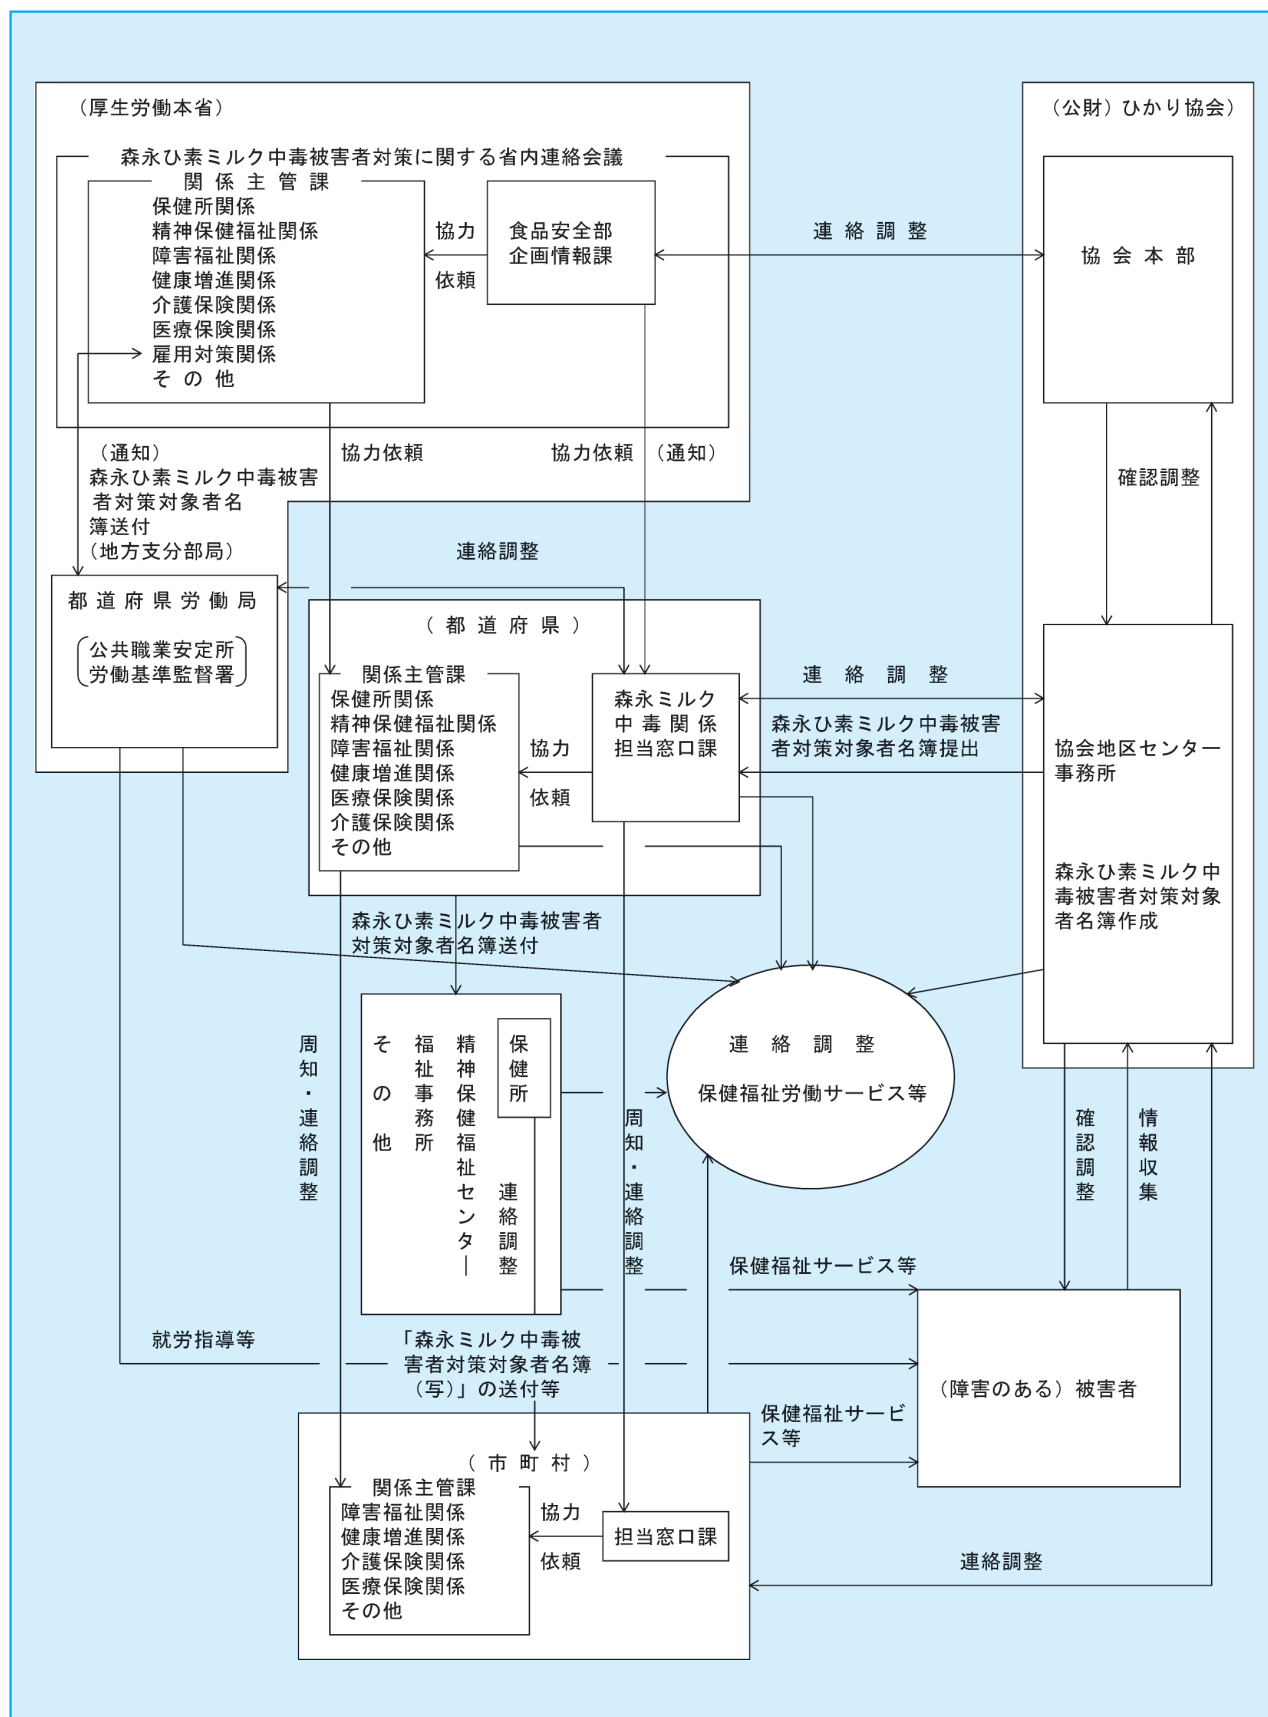 （厚生労働本省）
森永ひ素ミルク中毒被害者対策に関する省内連絡会議
関係主管課
保健所関係
精神保健福祉関係
障害福祉関係
健康増進関係
介護保険関係
医療保険関係
雇用対策関係
その他
協力
依頼
食品安全部
企画情報課
連絡調整
（公財）ひかり協会）
協会本部
（通知）
森永ひ素ミルク中毒被害
者対策対象者名
簿送付
（地方支分部局）
協力依頼
協力依頼（通知）
確認調整
連絡調整
都道府県労働局
公共職業安定所
労働基準監督署
（都道府県）
関係主管課
保健所関係
精神保健福祉関係
障害福祉関係
健康増進関係
医療保険関係
介護保険関係
その他
協力
依頼
森永ミルク
中毒関係
担当窓口課
連絡調整
森永ひ素ミルク中毒被害
者対策対象者名簿提出
協会地区センター
事務所
森永ひ素ミルク中
毒被害者対策対象
者名簿作成
森永ひ素ミルク中毒被害者
対策対象者名簿送付
周知・連絡調整
その他
福祉事務所
精神保健福祉センター
保健所
連絡調整
周知・連絡調整
連絡調整
保健福祉労働サービス等
確認調整
情報収集
保健福祉サービス等
就労指導等
「森永ミルク中毒被
害者対策対象者名簿
（写）」の送付等
（障害のある）被害者
保健福祉サービ
ス等
（市町村）
関係主管課
障害福祉関係
健康増進関係
介護保険関係
医療保険関係
その他
協力
依頼
担当窓口課
連絡調整